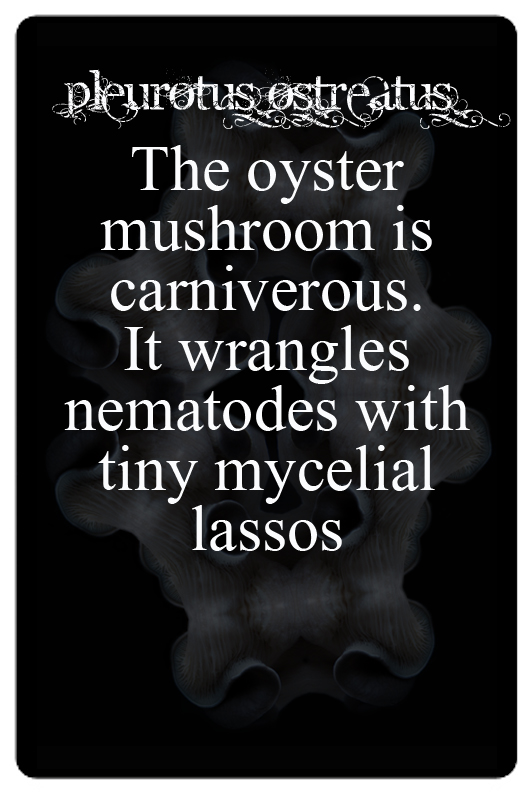 pleurotus ostreatus
The oyster
mushroom is
carniverous.
It wrangles
nematodes with
tiny mycelial
lassos